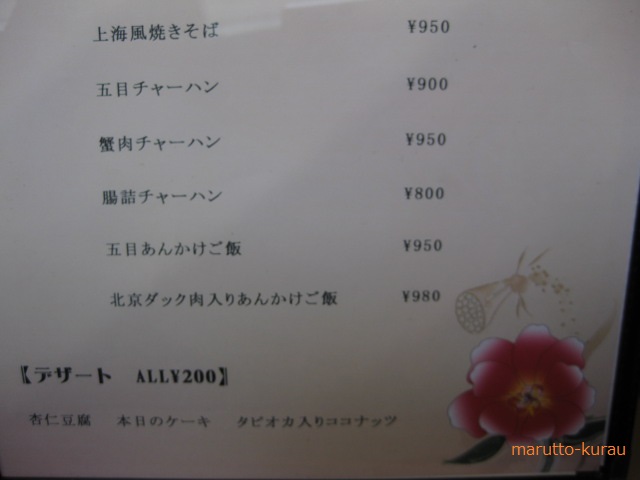 上海風焼きそば ¥950
五目チャーハン ¥900
蟹肉チャーハン ¥950
腸詰チャーハン ¥800
五目あんかけご飯 ¥950
北京ダック肉入りあんかけご飯 ¥980
〖デザート ALL¥200〗
杏仁豆腐 本日のケーキ タピオカ入りココナッツ
marutto-kurau